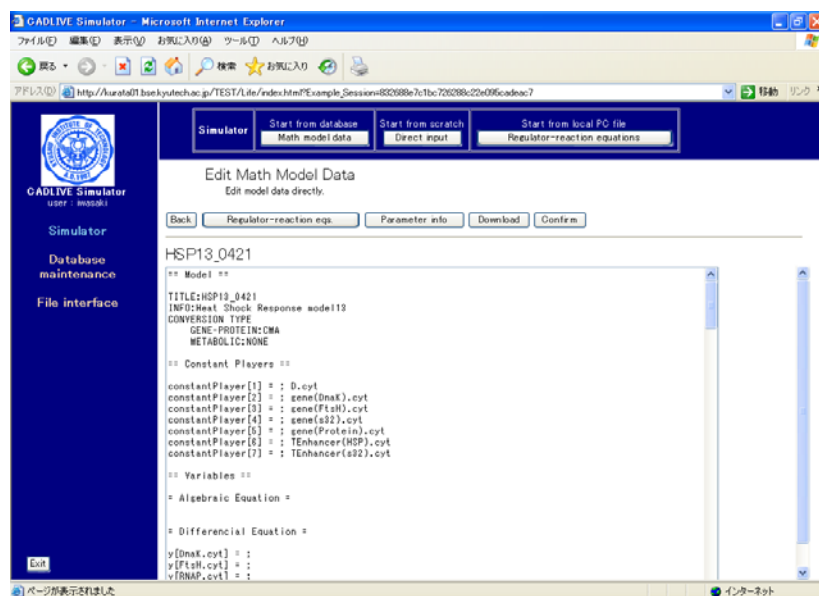 CADLIVE Simulator - Microsoft Internet Explorer
ファイル(F) 編集(E) 表示(V) お気に入り(A) ツール(T) ヘルプ(H)
戻る 検索 お気に入り
アドレス(D) http://kurata01.bse.kyutech.ac.jp/TEST/Life/index.html?Example_Session=832688e7c1bc726288c22e095cadeac7 移動 リンク
Simulator
Start from database
Math model data
Start from scratch
Direct input
Start from local PC file
Regulator-reaction equations
CADLIVE Simulator
user : iwasaki
Simulator
Database
maintenance
File interface
Exit
Edit Math Model Data
Edit model data directly.
Back Regulator-reaction eqs. Parameter info Download Confirm
HSP13_0421
== Model ==
TITLE:HSP13_0421
INFO:Heat Shock Response model13
CONVERSION TYPE
GENE-PROTEIN:CMA
METABOLIC:NONE
== Constant Players ==
constantPlayer[1] = ; D.cyt
constantPlayer[2] = ; gene(DnaK).cyt
constantPlayer[3] = ; gene(FtsH).cyt
constantPlayer[4] = ; gene(s32).cyt
constantPlayer[5] = ; gene(Protein).cyt
constantPlayer[6] = ; TEnhancer(HSP).cyt
constantPlayer[7] = ; TEnhancer(s32).cyt
== Variables ==
= Algebraic Equation =
= Differencial Equation =
y[DnaK.cyt] = ;
y[FtsH.cyt] = ;
y[RNAP.cyt] = ;
ページが表示されました インターネット